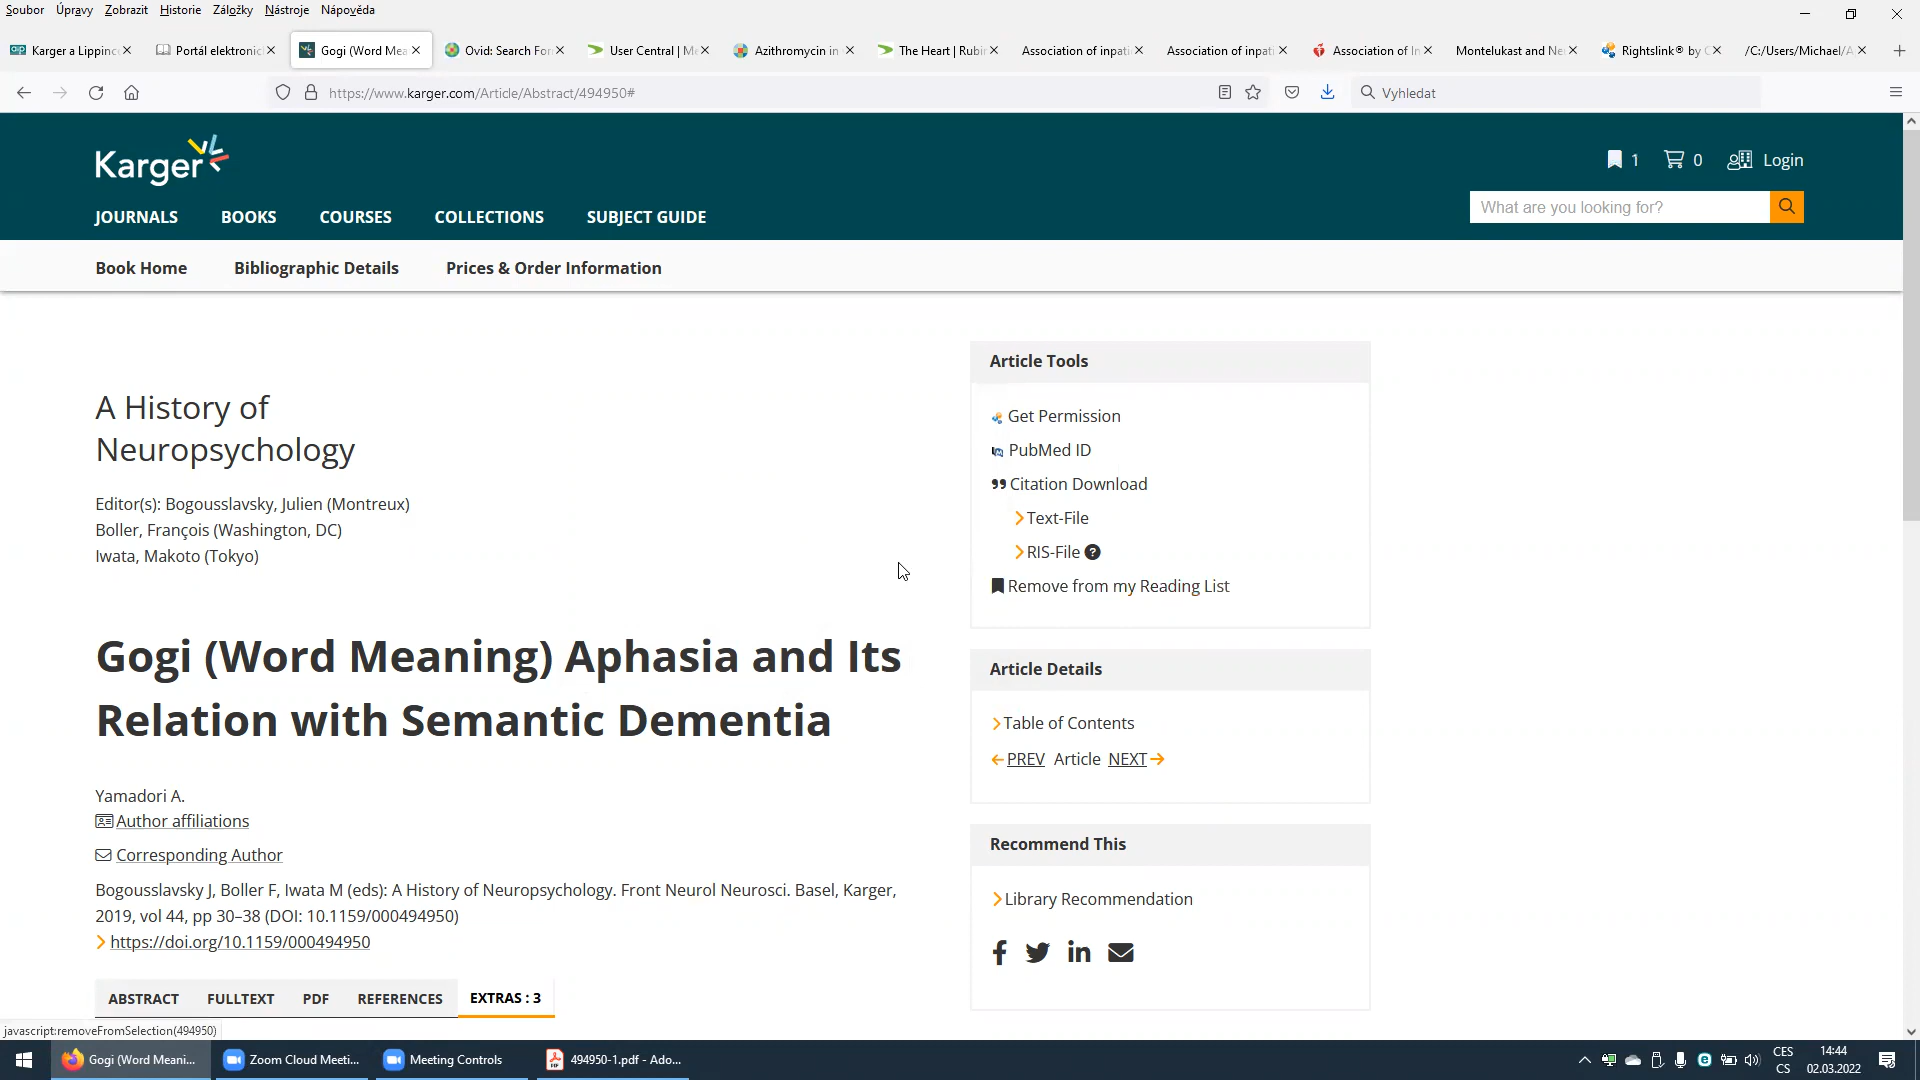 Soubor Úpravy Zobrazit Historie Záložky Nástroje Nápověda
Karger a Lippinc
Portál elektronic
Gogi (Word Mea
Ovid: Search For
User Central | M
Azithromycin in
The Heart | Rubi
Association of inpati
Association of inpati
Association of In
Montelukast and Ne
Rightslink® by C
/C:/Users/Michael/A
https://www.karger.com/Article/Abstract/494950#
Vyhledat
Karger
1 0 Login
JOURNALS BOOKS COURSES COLLECTIONS SUBJECT GUIDE
What are you looking for?
Book Home Bibliographic Details Prices & Order Information
A History of
Neuropsychology
Editor(s): Bogousslavsky, Julien (Montreux)
Boller, François (Washington, DC)
Iwata, Makoto (Tokyo)
Gogi (Word Meaning) Aphasia and Its
Relation with Semantic Dementia
Yamadori A.
Author affiliations
Corresponding Author
Bogousslavsky J, Boller F, Iwata M (eds): A History of Neuropsychology. Front Neurol Neurosci. Basel, Karger,
2019, vol 44, pp 30–38 (DOI: 10.1159/000494950)
https://doi.org/10.1159/000494950
ABSTRACT FULLTEXT PDF REFERENCES EXTRAS : 3
Article Tools
Get Permission
PubMed ID
Citation Download
Text-File
RIS-File
Remove from my Reading List
Article Details
Table of Contents
PREV Article NEXT
Recommend This
Library Recommendation
javascript:removeFromSelection(494950)
Gogi (Word Meani...
Zoom Cloud Meeti...
Meeting Controls
494950-1.pdf - Ado...
CES
CS
14:44
02.03.2022